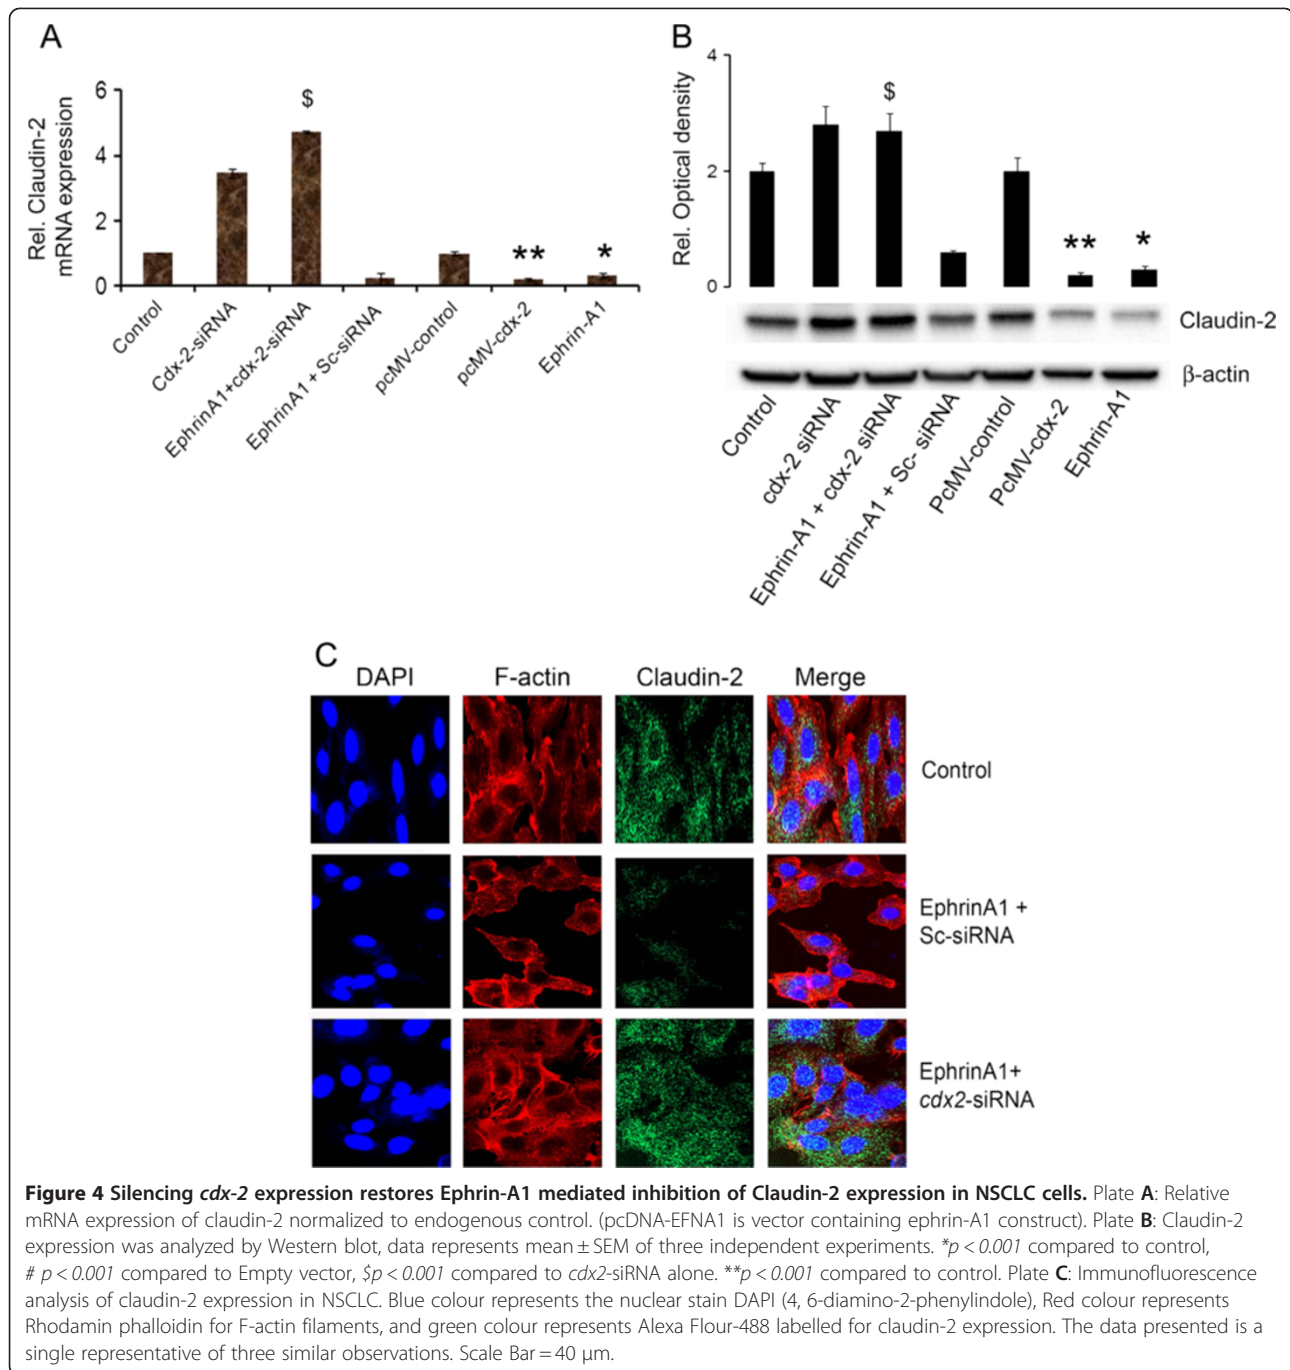 A
Rel. Claudin-2
mRNA expression
6
4
2
0
$
**
*
Control
Cdx-2-siRNA
EphrinA1+cdx-2-siRNA
EphrinA1 + Sc-siRNA
pcMV-control
pcMV-cdx-2
Ephrin-A1
B
Rel. Optical density
4
2
0
$
**
*
Claudin-2
β-actin
Control
cdx-2 siRNA
Ephrin-A1 + cdx-2 siRNA
Ephrin-A1 + Sc- siRNA
PcMV-control
PcMV-cdx-2
Ephrin-A1
C
DAPI F-actin Claudin-2 Merge
Control
EphrinA1 +
Sc-siRNA
EphrinA1+
cdx2-siRNA
Figure 4 Silencing cdx-2 expression restores Ephrin-A1 mediated inhibition of Claudin-2 expression in NSCLC cells. Plate A: Relative
mRNA expression of claudin-2 normalized to endogenous control. (pcDNA-EFNA1 is vector containing ephrin-A1 construct). Plate B: Claudin-2
expression was analyzed by Western blot, data represents mean ± SEM of three independent experiments. *p < 0.001 compared to control,
# p < 0.001 compared to Empty vector, $p < 0.001 compared to cdx2-siRNA alone. **p < 0.001 compared to control. Plate C: Immunofluorescence
analysis of claudin-2 expression in NSCLC. Blue colour represents the nuclear stain DAPI (4, 6-diamino-2-phenylindole), Red colour represents
Rhodamin phalloidin for F-actin filaments, and green colour represents Alexa Flour-488 labelled for claudin-2 expression. The data presented is a
single representative of three similar observations. Scale Bar = 40 μm.